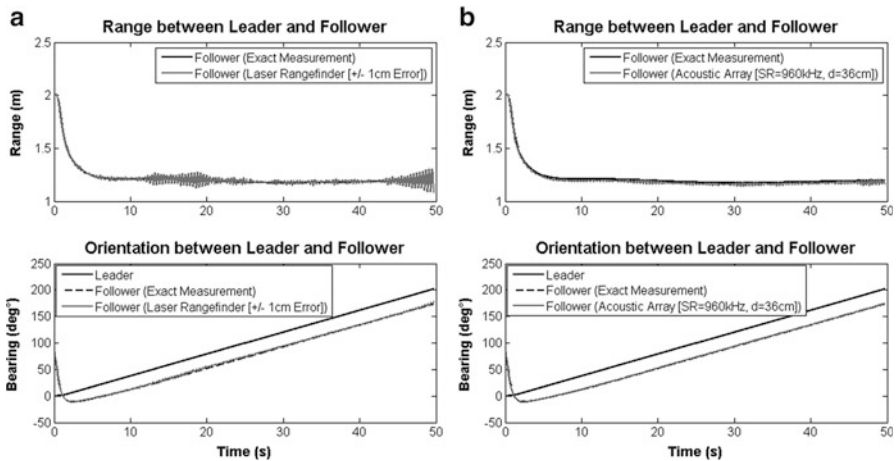 a
Range between Leader and Follower
2.5
2
1.5
1
Range (m)
Follower (Exact Measurement)
Follower (Laser Rangefinder [+/- 1cm Error])
0 10 20 30 40 50
Orientation between Leader and Follower
250
200
150
100
50
0
-50
Bearing (deg°)
Leader
Follower (Exact Measurement)
Follower (Laser Rangefinder [+/- 1cm Error])
0 10 20 30 40 50
Time (s)
b
Range between Leader and Follower
2.5
2
1.5
1
Range (m)
Follower (Exact Measurement)
Follower (Acoustic Array [SR=960kHz, d=36cm])
0 10 20 30 40 50
Orientation between Leader and Follower
250
200
150
100
50
0
-50
Bearing (deg°)
Leader
Follower (Exact Measurement)
Follower (Acoustic Array [SR=960kHz, d=36cm])
0 10 20 30 40 50
Time (s)